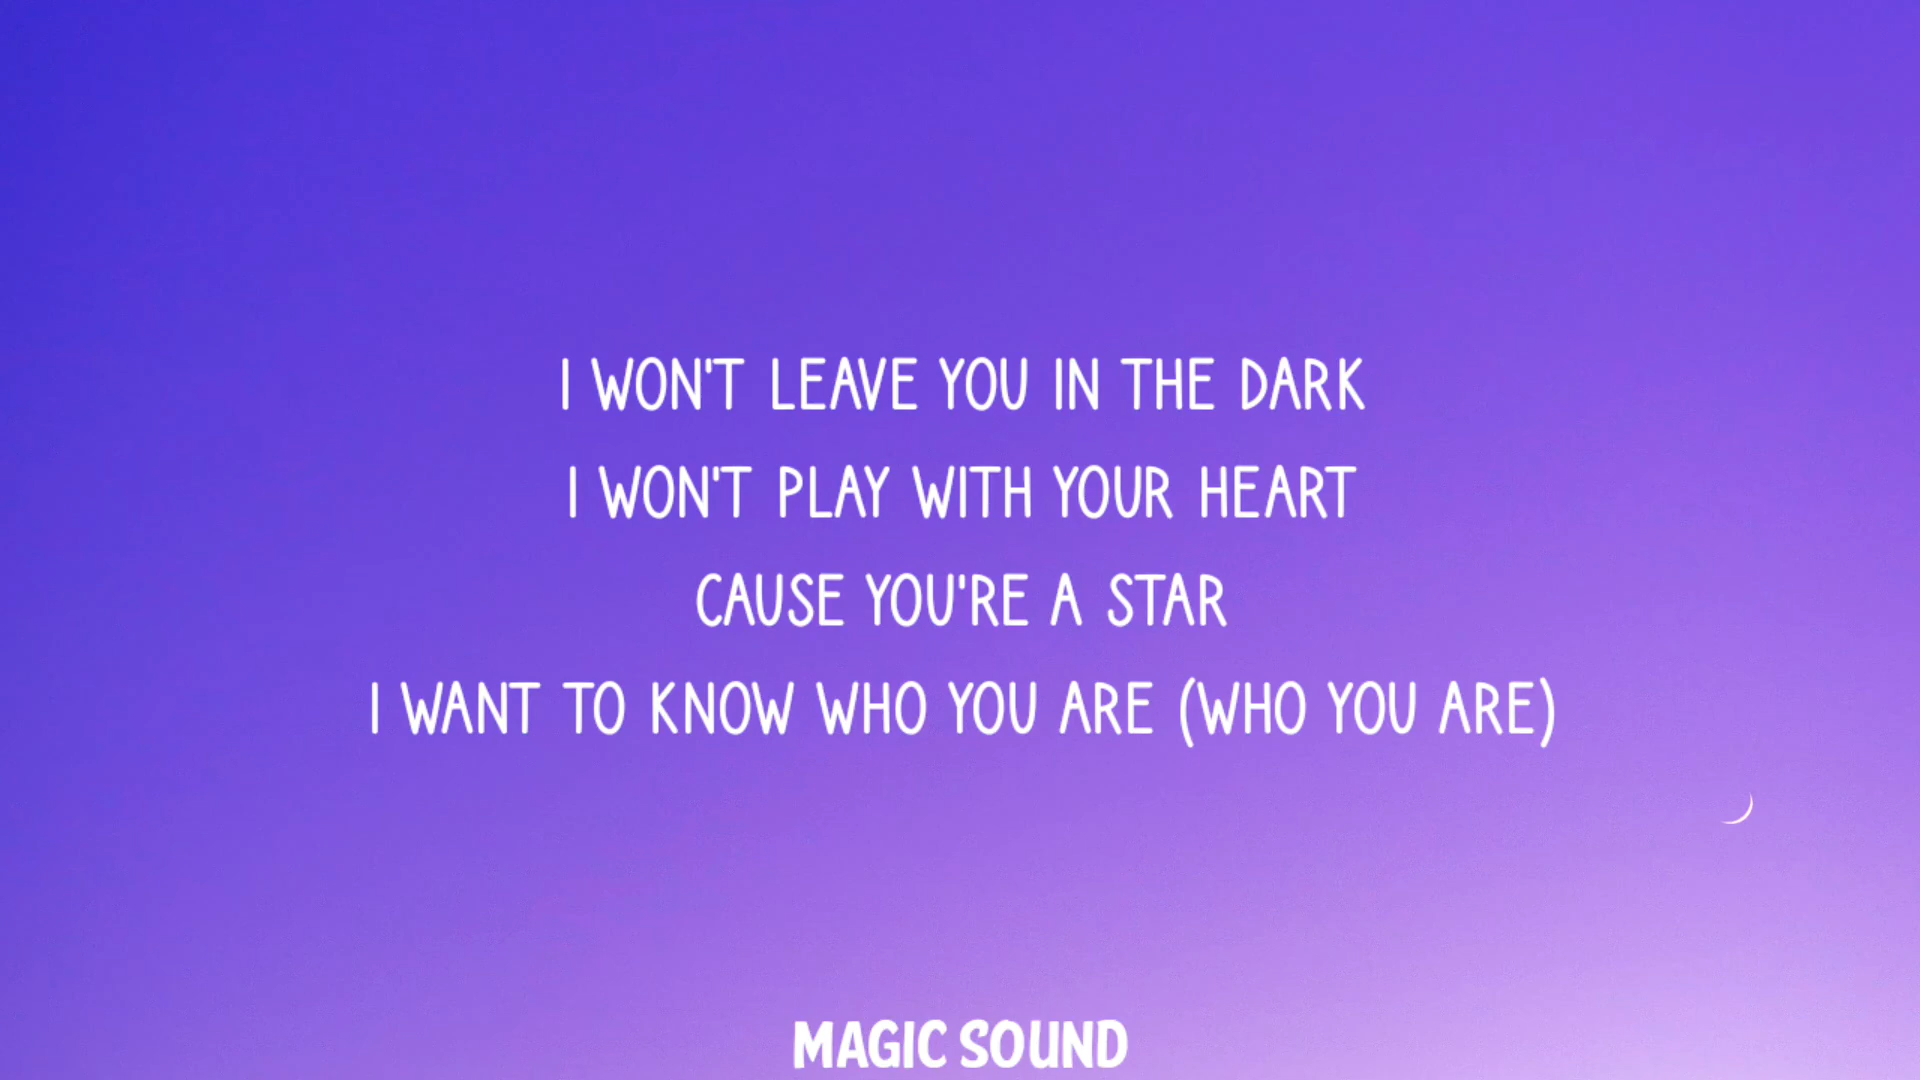 I WON'T LEAVE YOU IN THE DARK
I WON'T PLAY WITH YOUR HEART
CAUSE YOU'RE A STAR
I WANT TO KNOW WHO YOU ARE (WHO YOU ARE)
MAGIC SOUND